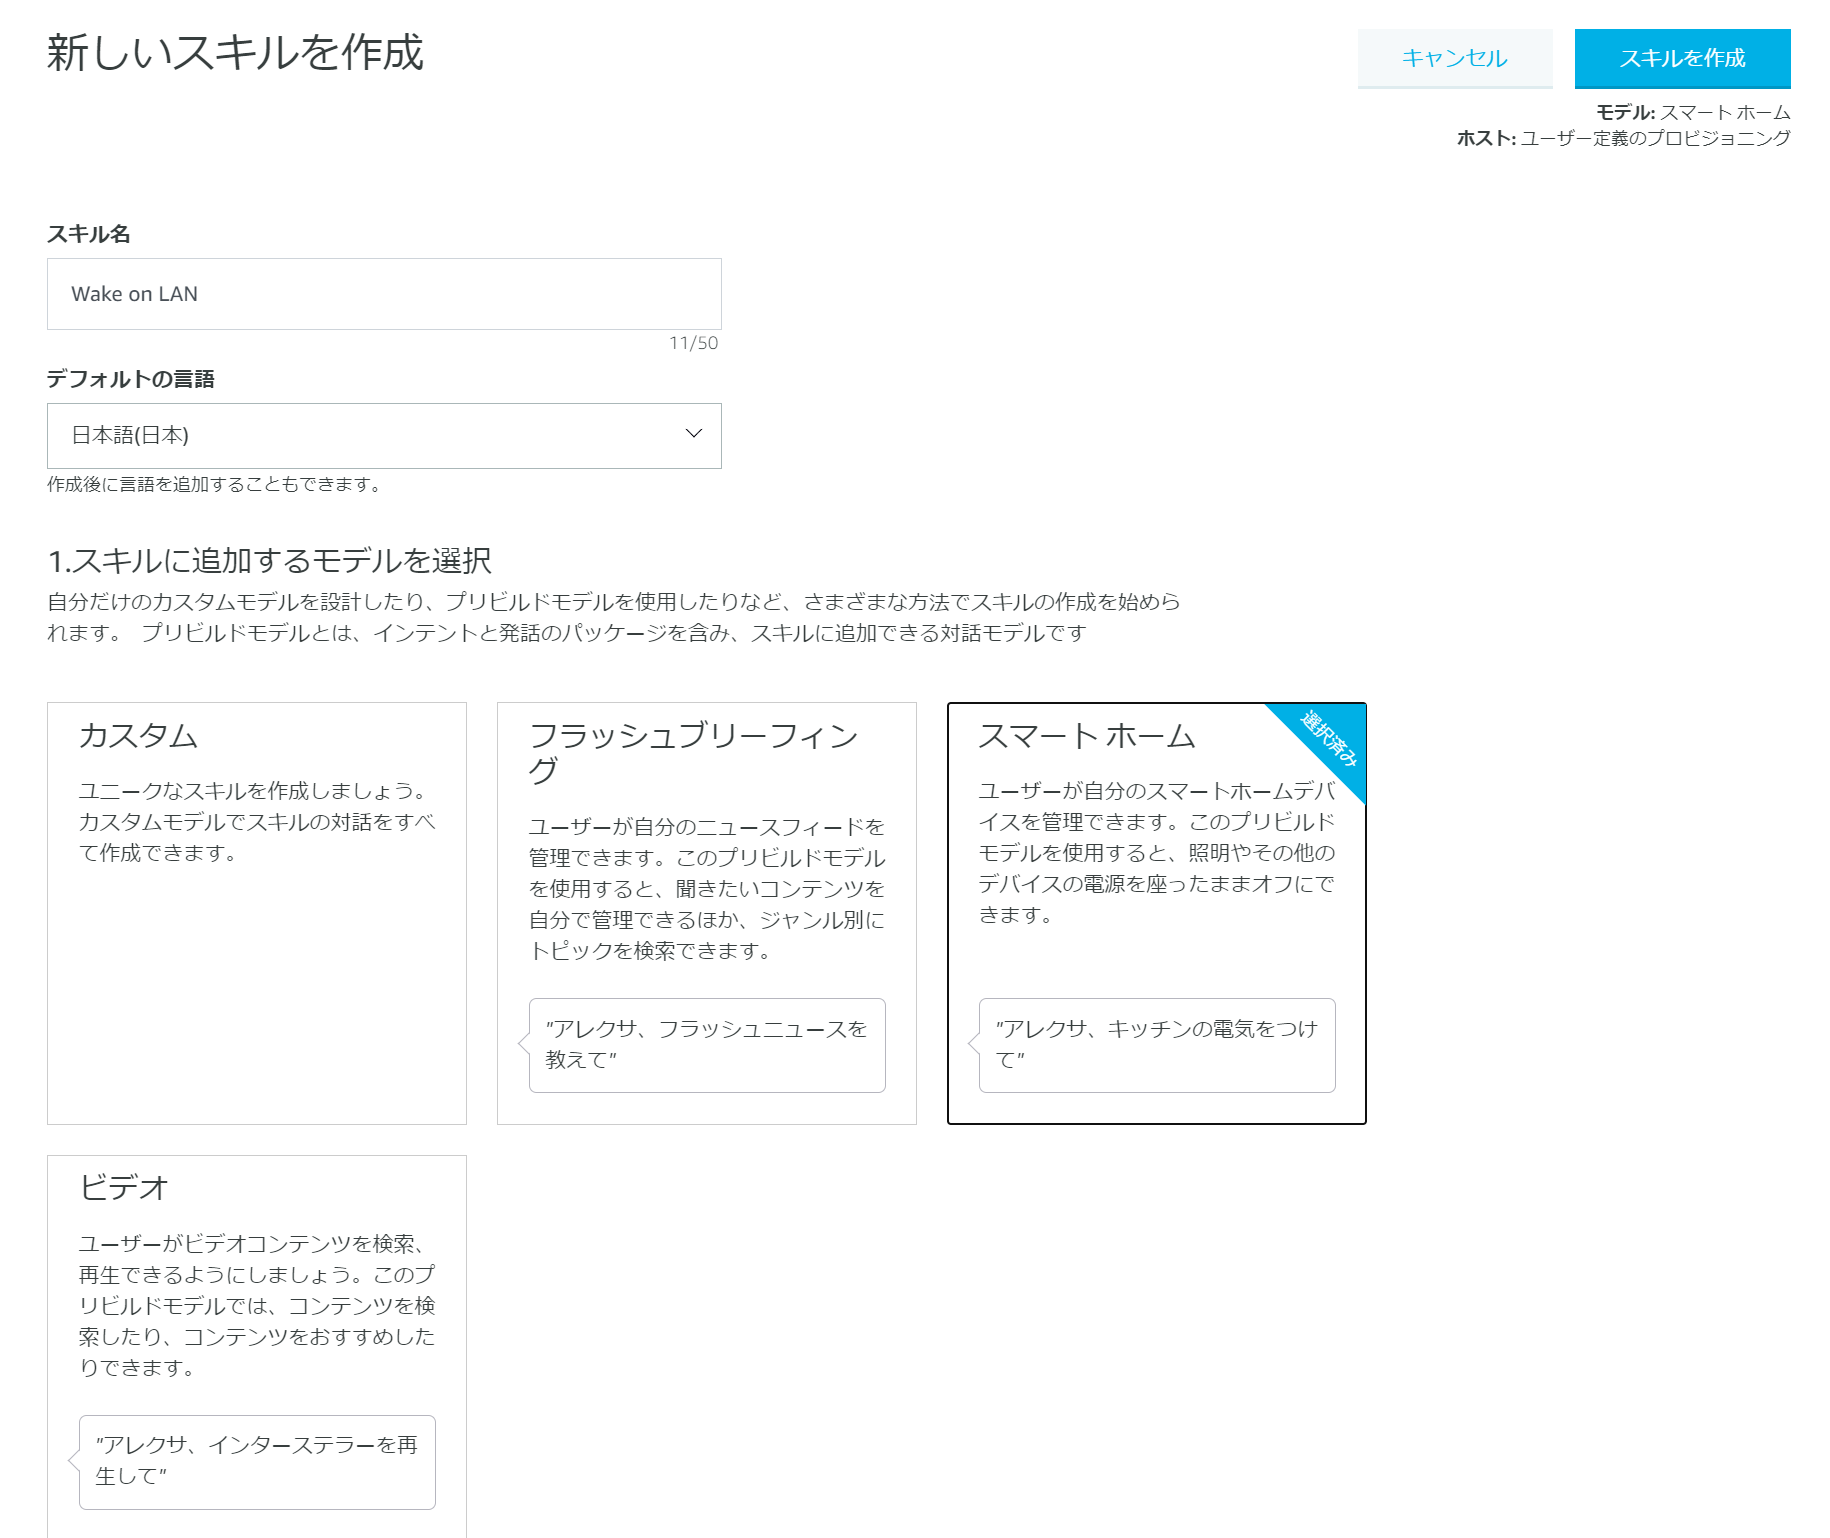 新しいスキルを作成
キャンセル
スキルを作成
モデル: スマート ホーム
ホスト: ユーザー定義のプロビジョニング
スキル名
Wake on LAN
11/50
デフォルトの言語
日本語(日本)
作成後に言語を追加することもできます。
1.スキルに追加するモデルを選択
自分だけのカスタムモデルを設計したり、プリビルドモデルを使用したりなど、さまざまな方法でスキルの作成を始めら
れます。 プリビルドモデルとは、インテントと発話のパッケージを含み、スキルに追加できる対話モデルです
カスタム
ユニークなスキルを作成しましょう。
カスタムモデルでスキルの対話をすべ
て作成できます。
フラッシュブリーフィン
グ
ユーザーが自分のニュースフィードを
管理できます。このプリビルドモデル
を使用すると、聞きたいコンテンツを
自分で管理できるほか、ジャンル別に
トピックを検索できます。
"アレクサ、フラッシュニュースを
教えて"
スマート ホーム
選択済み
ユーザーが自分のスマートホームデバ
イスを管理できます。このプリビルド
モデルを使用すると、照明やその他の
デバイスの電源を座ったままオフにで
きます。
"アレクサ、キッチンの電気をつけ
て"
ビデオ
ユーザーがビデオコンテンツを検索、
再生できるようにしましょう。このプ
リビルドモデルでは、コンテンツを検
索したり、コンテンツをおすすめした
りできます。
"アレクサ、インターステラーを再
生して"